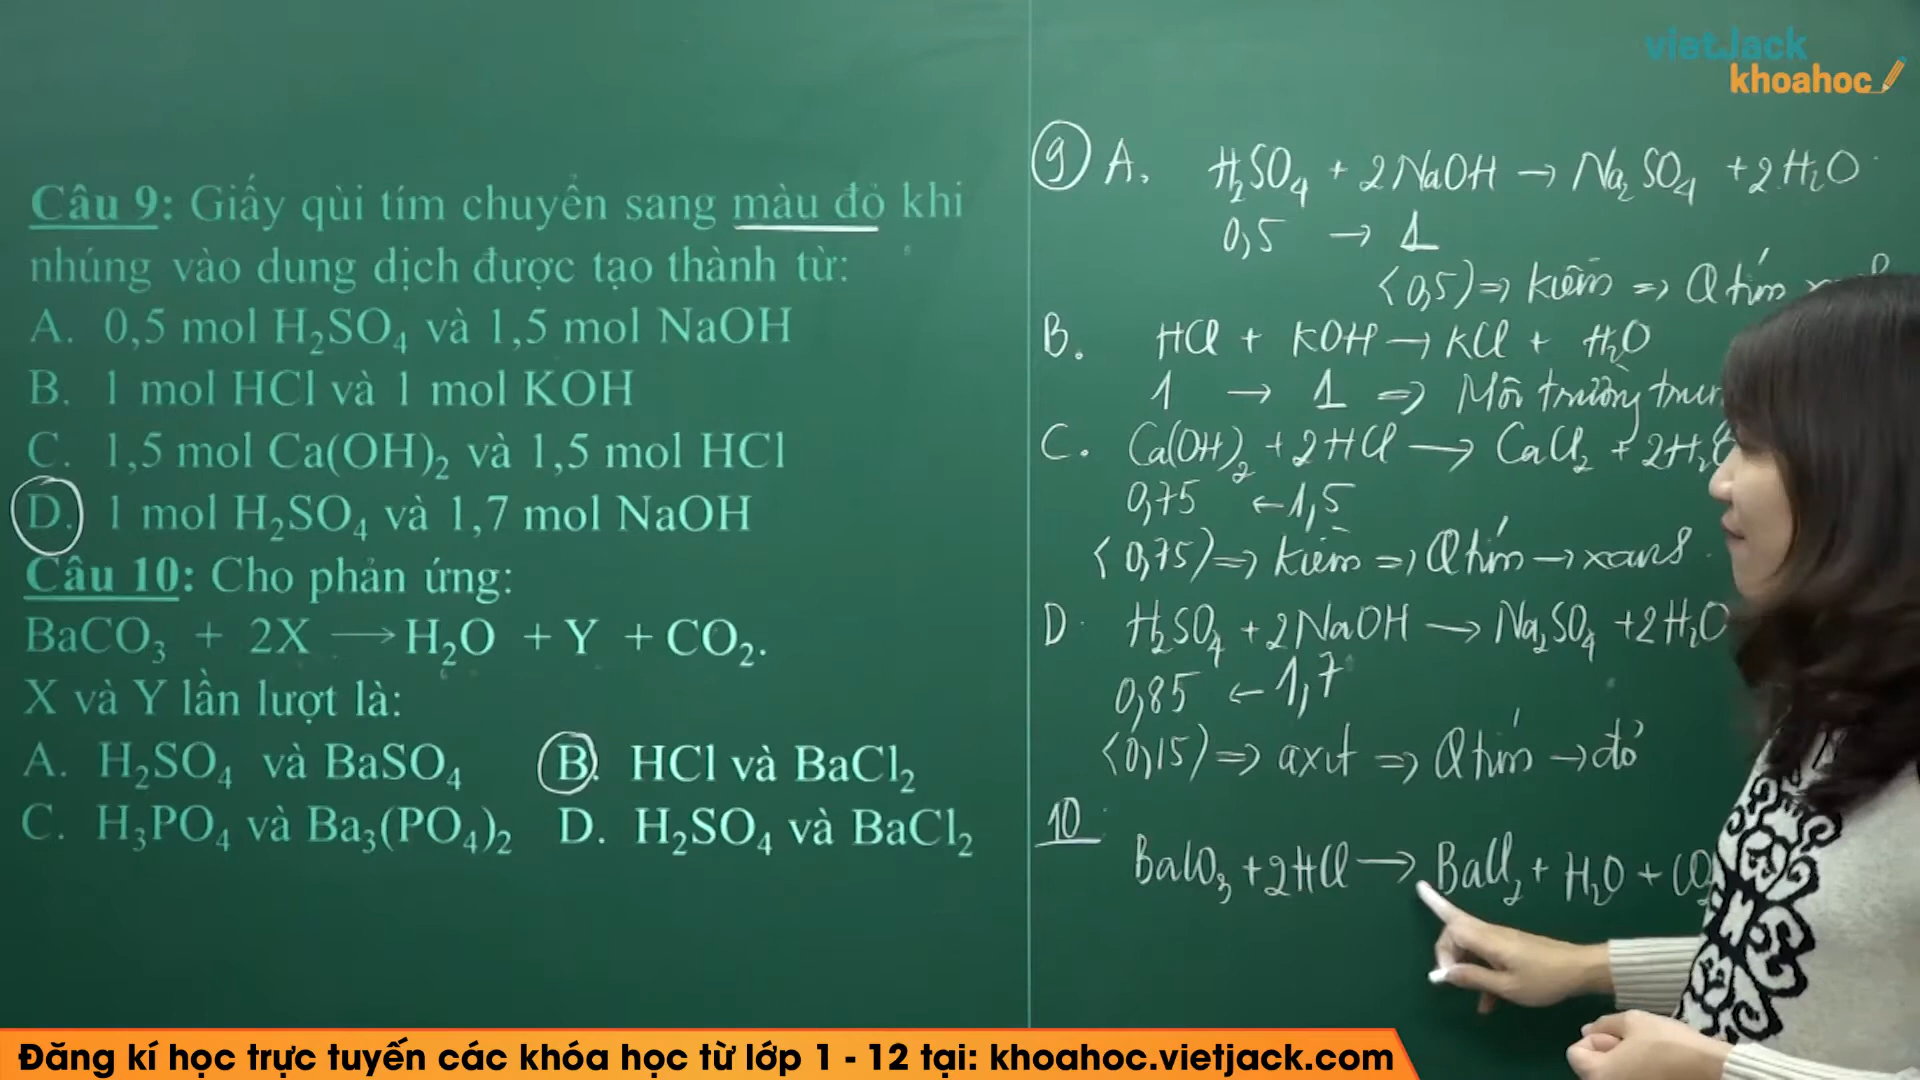 vietJack
khoahoc
Câu 9: Giấy qùi tím chuyển sang màu đỏ khi
nhúng vào dung dịch được tạo thành từ:
A. 0,5 mol H₂SO₄ và 1,5 mol NaOH
B. 1 mol HCl và 1 mol KOH
C. 1,5 mol Ca(OH)₂ và 1,5 mol HCl
D. 1 mol H₂SO₄ và 1,7 mol NaOH
Câu 10: Cho phản ứng:
BaCO₃ + 2X → H₂O + Y + CO₂.
X và Y lần lượt là:
A. H₂SO₄ và BaSO₄ B. HCl và BaCl₂
C. H₃PO₄ và Ba₃(PO₄)₂ D. H₂SO₄ và BaCl₂
9 A. H₂SO₄ + 2NaOH → Na₂SO₄ + 2H₂O
0,5 → 1
(0,5) => kiềm => Q tím
B. HCl + KOH → KCl + H₂O
1 → 1 => Môi trường
C. Ca(OH)₂ + 2HCl → CaCl₂ + 2H₂O
0,75 ← 1,5
(0,75) => kiềm => Q tím → xanh
D. H₂SO₄ + 2NaOH → Na₂SO₄ + 2H₂O
0,85 ← 1,7
(0,15) => axit => Q tím → đỏ
10
BaCO₃ + 2HCl → BaCl₂ + H₂O + CO₂
Đăng kí học trực tuyến các khóa học từ lớp 1 - 12 tại: khoahoc.vietjack.com